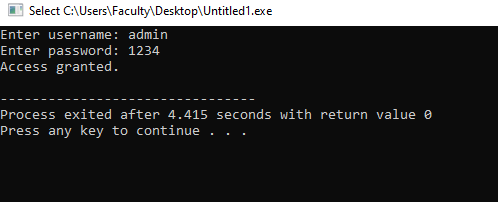 Select C:\Users\Faculty\Desktop\Untitled1.exe
Enter username: admin
Enter password: 1234
Access granted.
--------------------------------
Process exited after 4.415 seconds with return value 0
Press any key to continue . . .